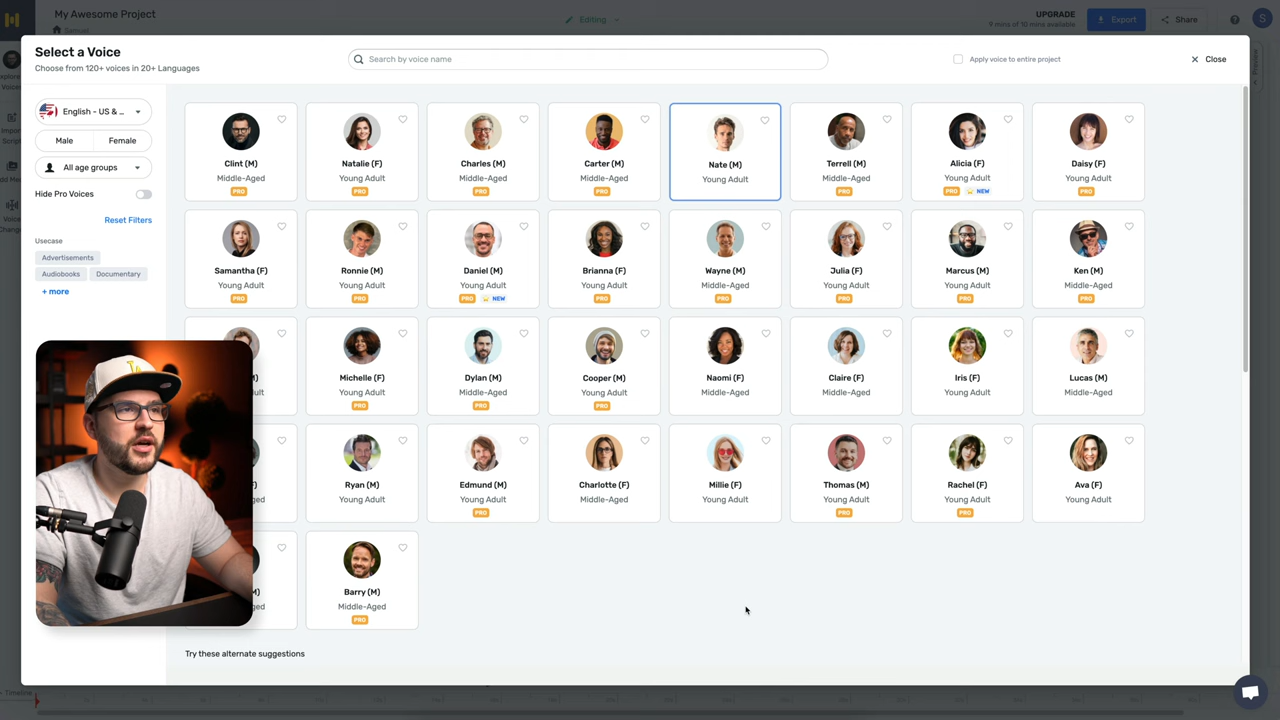 My Awesome Project
Samuel
Editing
UPGRADE
9 mins of 10 mins available
Export
Share
S
Select a Voice
Choose from 120+ voices in 20+ Languages
Search by voice name
Apply voice to entire project
Close
English - US & ...
Male
Female
All age groups
Hide Pro Voices
Reset Filters
Usecase
Advertisements
Audiobooks
Documentary
+ more
Clint (M)
Middle-Aged
PRO
Natalie (F)
Young Adult
PRO
Charles (M)
Middle-Aged
PRO
Carter (M)
Middle-Aged
PRO
Nate (M)
Young Adult
Terrell (M)
Middle-Aged
PRO
Alicia (F)
Young Adult
PRO
NEW
Daisy (F)
Young Adult
PRO
Samantha (F)
Young Adult
PRO
Ronnie (M)
Young Adult
PRO
Daniel (M)
Young Adult
PRO
NEW
Brianna (F)
Young Adult
PRO
Wayne (M)
Middle-Aged
PRO
Julia (F)
Young Adult
PRO
Marcus (M)
Young Adult
PRO
Ken (M)
Middle-Aged
PRO
Michelle (F)
Young Adult
PRO
Dylan (M)
Middle-Aged
PRO
Cooper (M)
Young Adult
PRO
Naomi (F)
Middle-Aged
Claire (F)
Middle-Aged
Iris (F)
Young Adult
Lucas (M)
Middle-Aged
Ryan (M)
Young Adult
Edmund (M)
Young Adult
PRO
Charlotte (F)
Middle-Aged
Millie (F)
Young Adult
Thomas (M)
Young Adult
PRO
Rachel (F)
Young Adult
PRO
Ava (F)
Young Adult
Barry (M)
Middle-Aged
PRO
Try these alternate suggestions
Timeline